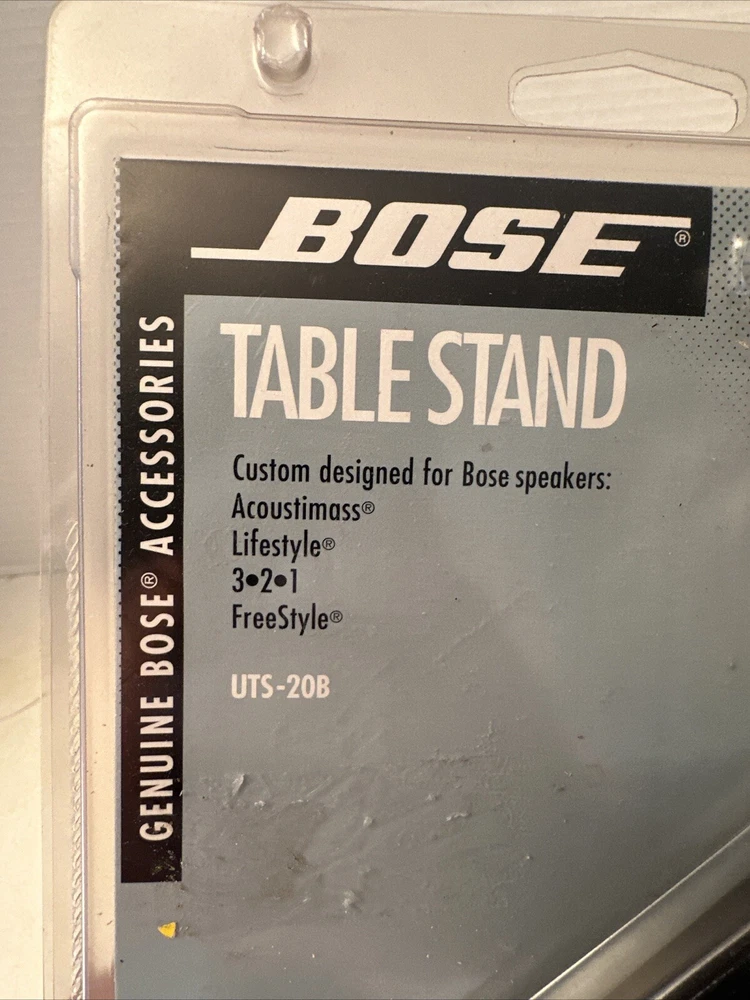 BOSE®
TABLE STAND
Custom designed for Bose speakers:
Acoustimass®
Lifestyle®
3•2•1
FreeStyle®
UTS-20B
GENUINE BOSE® ACCESSORIES